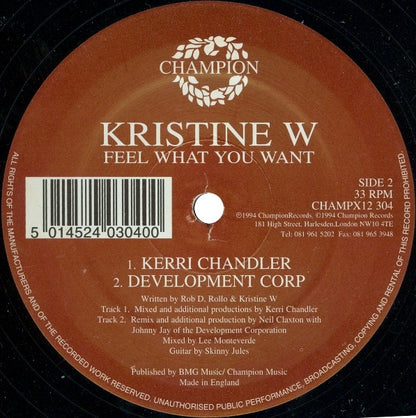 CHAMPION
KRISTINE W
FEEL WHAT YOU WANT
SIDE 2
33 RPM
CHAMPX12 304
℗1994 ChampionRecords, ©1994 Champion Records
181 High Street, Harlesden,London NW10 4TE
Tel: 081 961 5202 Fax: 081 965 3948
5 014524 030400
1. KERRI CHANDLER
2. DEVELOPMENT CORP
Written by Rob D. Rollo & Kristine W
Track 1. Mixed and additional productions by Kerri Chandler
Track 2. Remix and additional production by Neil Claxton with
Johnny Jay of the Development Corporation
Mixed by Lee Monteverde
Guitar by Skinny Jules
Published by BMG Music/ Champion Music
Made in England
ALL RIGHTS OF THE MANUFACTURERS AND OF THE OWNER OF THE RECORDED WORK RESERVED. UNAUTHORISED PUBLIC PERFORMANCE, BROADCASTING, COPYING AND RENTAL OF THIS RECORD PROHIBITED.